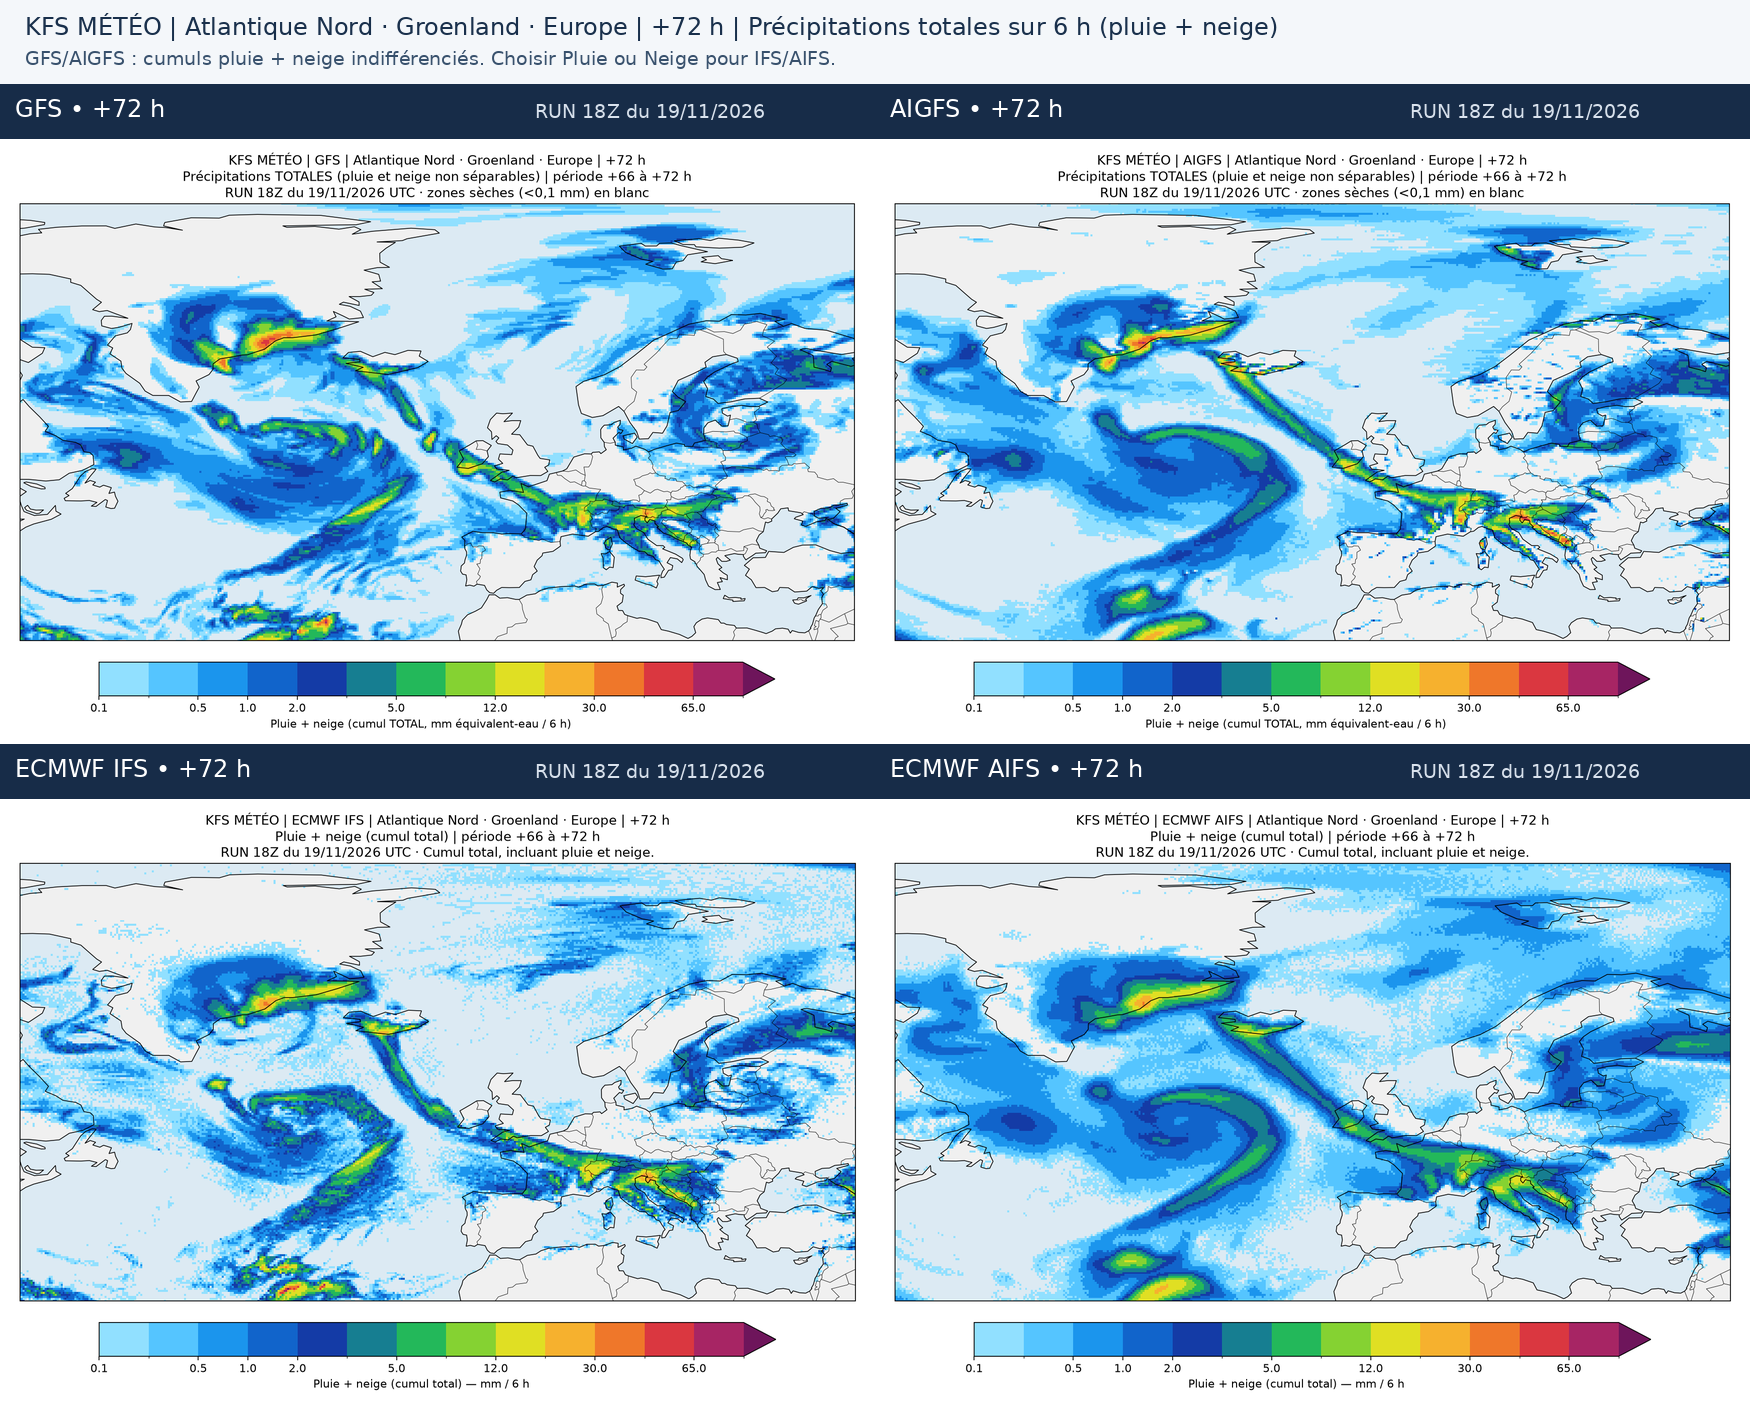 KFS MÉTÉO | Atlantique Nord · Groenland · Europe | +72 h | Précipitations totales sur 6 h (pluie + neige)
GFS/AIGFS : cumuls pluie + neige indifférenciés. Choisir Pluie ou Neige pour IFS/AIFS.
GFS • +72 h
RUN 18Z du 19/11/2026
KFS MÉTÉO | GFS | Atlantique Nord · Groenland · Europe | +72 h
Précipitations TOTALES (pluie et neige non séparables) | période +66 à +72 h
RUN 18Z du 19/11/2026 UTC · zones sèches (<0,1 mm) en blanc
0.1 0.5 1.0 2.0 5.0 12.0 30.0 65.0
Pluie + neige (cumul TOTAL, mm équivalent-eau / 6 h)
AIGFS • +72 h
RUN 18Z du 19/11/2026
KFS MÉTÉO | AIGFS | Atlantique Nord · Groenland · Europe | +72 h
Précipitations TOTALES (pluie et neige non séparables) | période +66 à +72 h
RUN 18Z du 19/11/2026 UTC · zones sèches (<0,1 mm) en blanc
0.1 0.5 1.0 2.0 5.0 12.0 30.0 65.0
Pluie + neige (cumul TOTAL, mm équivalent-eau / 6 h)
ECMWF IFS • +72 h
RUN 18Z du 19/11/2026
KFS MÉTÉO | ECMWF IFS | Atlantique Nord · Groenland · Europe | +72 h
Pluie + neige (cumul total) | période +66 à +72 h
RUN 18Z du 19/11/2026 UTC · Cumul total, incluant pluie et neige.
0.1 0.5 1.0 2.0 5.0 12.0 30.0 65.0
Pluie + neige (cumul total) — mm / 6 h
ECMWF AIFS • +72 h
RUN 18Z du 19/11/2026
KFS MÉTÉO | ECMWF AIFS | Atlantique Nord · Groenland · Europe | +72 h
Pluie + neige (cumul total) | période +66 à +72 h
RUN 18Z du 19/11/2026 UTC · Cumul total, incluant pluie et neige.
0.1 0.5 1.0 2.0 5.0 12.0 30.0 65.0
Pluie + neige (cumul total) — mm / 6 h